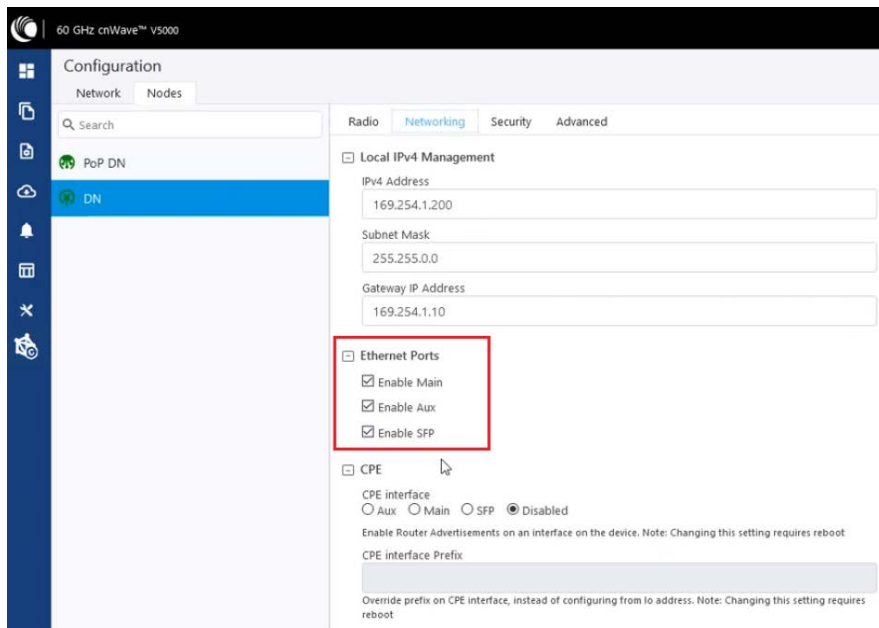 60 GHz cnWave™ V5000
Configuration
Network Nodes
Search
PoP DN
DN
Radio Networking Security Advanced
Local IPv4 Management
IPv4 Address
169.254.1.200
Subnet Mask
255.255.0.0
Gateway IP Address
169.254.1.10
Ethernet Ports
Enable Main
Enable Aux
Enable SFP
CPE
CPE interface
Aux Main SFP Disabled
Enable Router Advertisements on an interface on the device. Note: Changing this setting requires reboot
CPE interface Prefix
Override prefix on CPE interface, instead of configuring from lo address. Note: Changing this setting requires
reboot